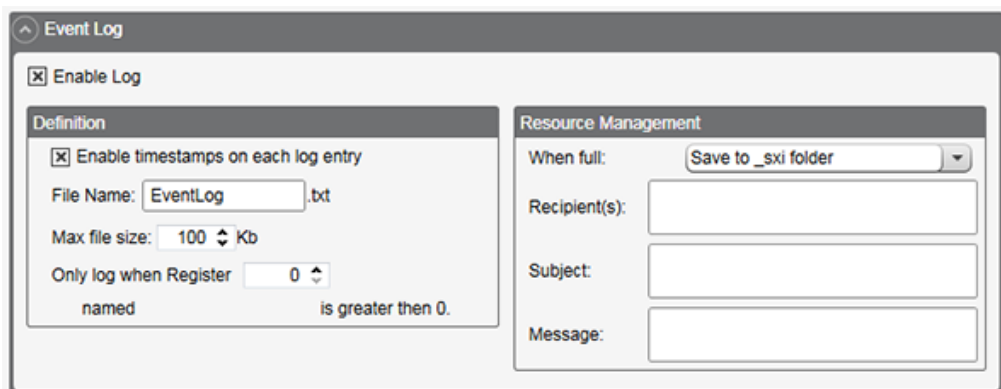 Event Log
Enable Log
Definition
Enable timestamps on each log entry
File Name: EventLog .txt
Max file size: 100 Kb
Only log when Register 0
named is greater then 0.
Resource Management
When full: Save to _sxi folder
Recipient(s):
Subject:
Message: